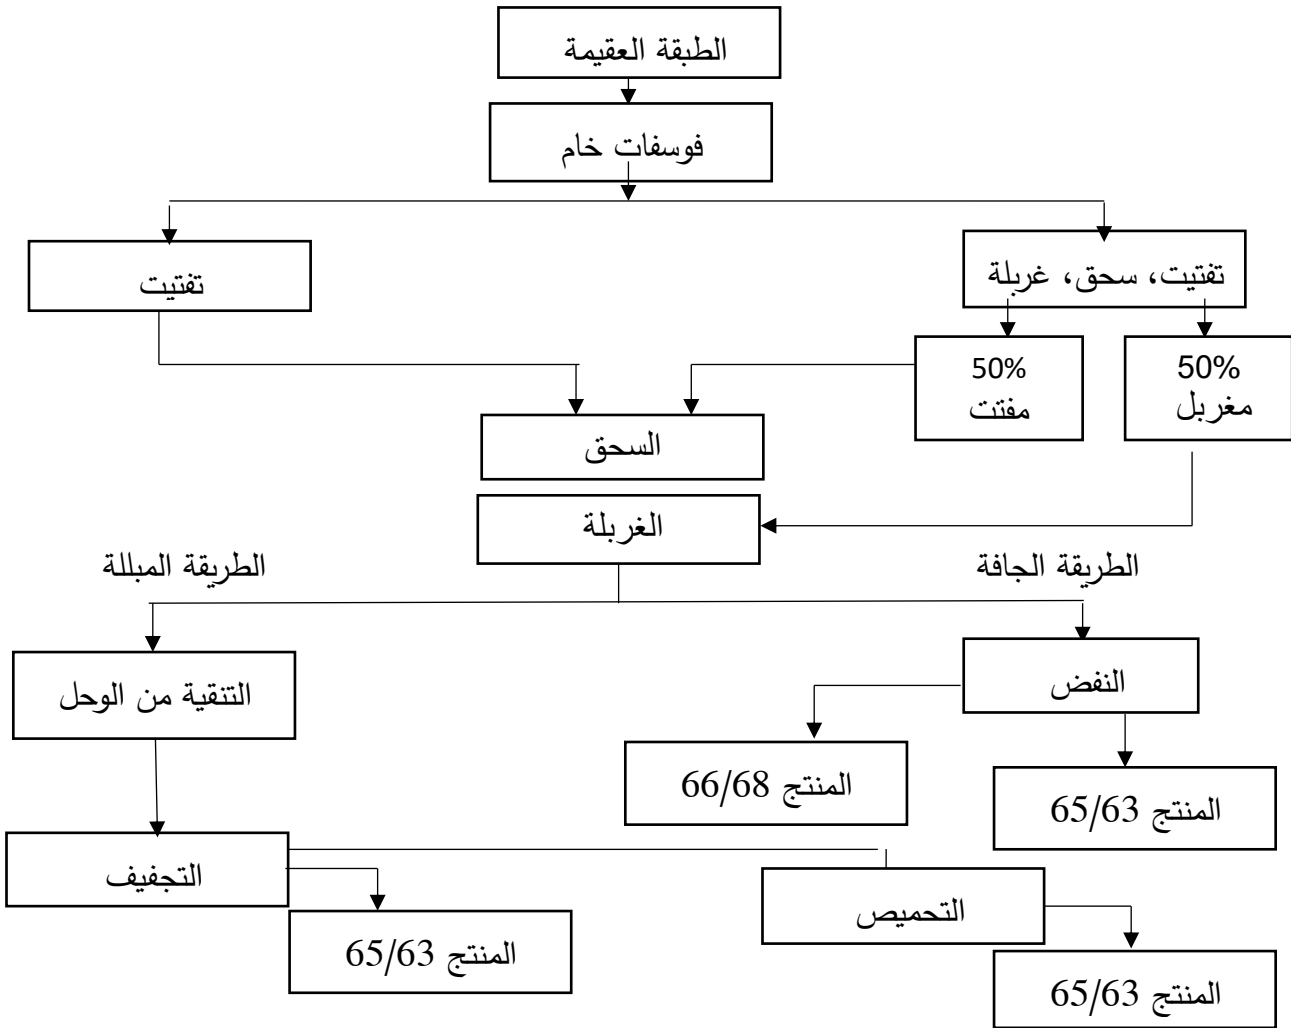 الطبقة العقيمة
فوسفات خام
تفتيت، سحق، غربلة
تفتيت
50%
مغربل
50%
مفتت
السحق
الغربلة
الطريقة الجافة
الطريقة المبللة
النفض
التنقية من الوحل
المنتج 66/68
المنتج 65/63
التجفيف
التحميص
المنتج 65/63
المنتج 65/63